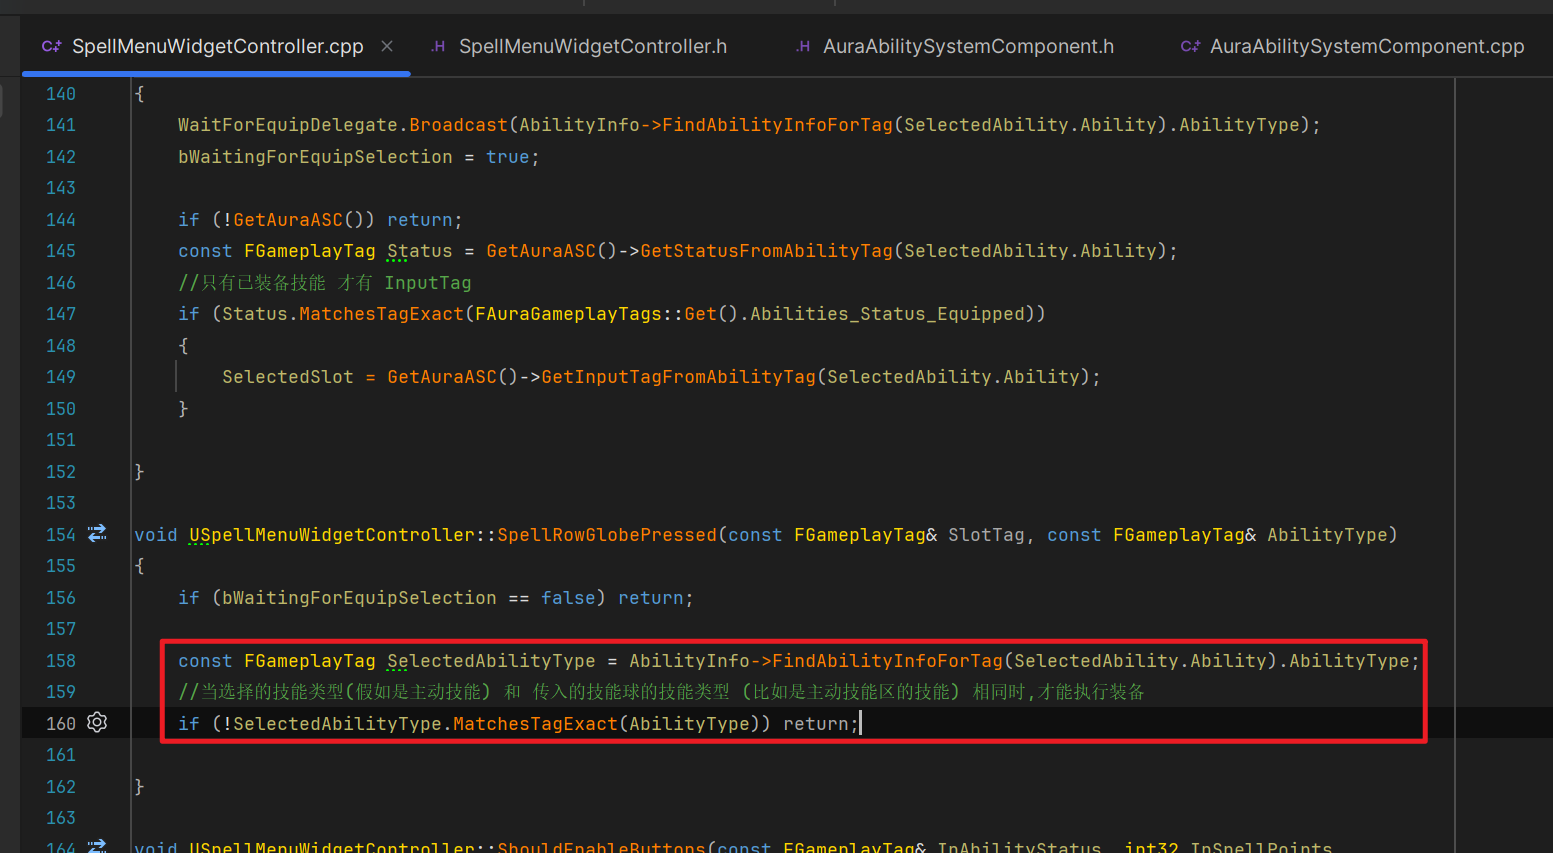 SpellMenuWidgetController.cpp
SpellMenuWidgetController.h
AuraAbilitySystemComponent.h
AuraAbilitySystemComponent.cpp
140 {
141 WaitForEquipDelegate.Broadcast(AbilityInfo->FindAbilityInfoForTag(SelectedAbility.Ability).AbilityType);
142 bWaitingForEquipSelection = true;
143
144 if (!GetAuraASC()) return;
145 const FGameplayTag Status = GetAuraASC()->GetStatusFromAbilityTag(SelectedAbility.Ability);
146 //只有已装备技能 才有 InputTag
147 if (Status.MatchesTagExact(FAuraGameplayTags::Get().Abilities_Status_Equipped))
148 {
149 SelectedSlot = GetAuraASC()->GetInputTagFromAbilityTag(SelectedAbility.Ability);
150 }
151
152 }
153
154 void USpellMenuWidgetController::SpellRowGlobePressed(const FGameplayTag& SlotTag, const FGameplayTag& AbilityType)
155 {
156 if (bWaitingForEquipSelection == false) return;
157
158 const FGameplayTag SelectedAbilityType = AbilityInfo->FindAbilityInfoForTag(SelectedAbility.Ability).AbilityType;
159 //当选择的技能类型(假如是主动技能) 和 传入的技能球的技能类型 (比如是主动技能区的技能) 相同时,才能执行装备
160 if (!SelectedAbilityType.MatchesTagExact(AbilityType)) return;
161
162 }
163
164 void USpellMenuWidgetController::ShouldEnableButtons(const FGameplayTag& InAbilityStatus, int32 InSpellPoints